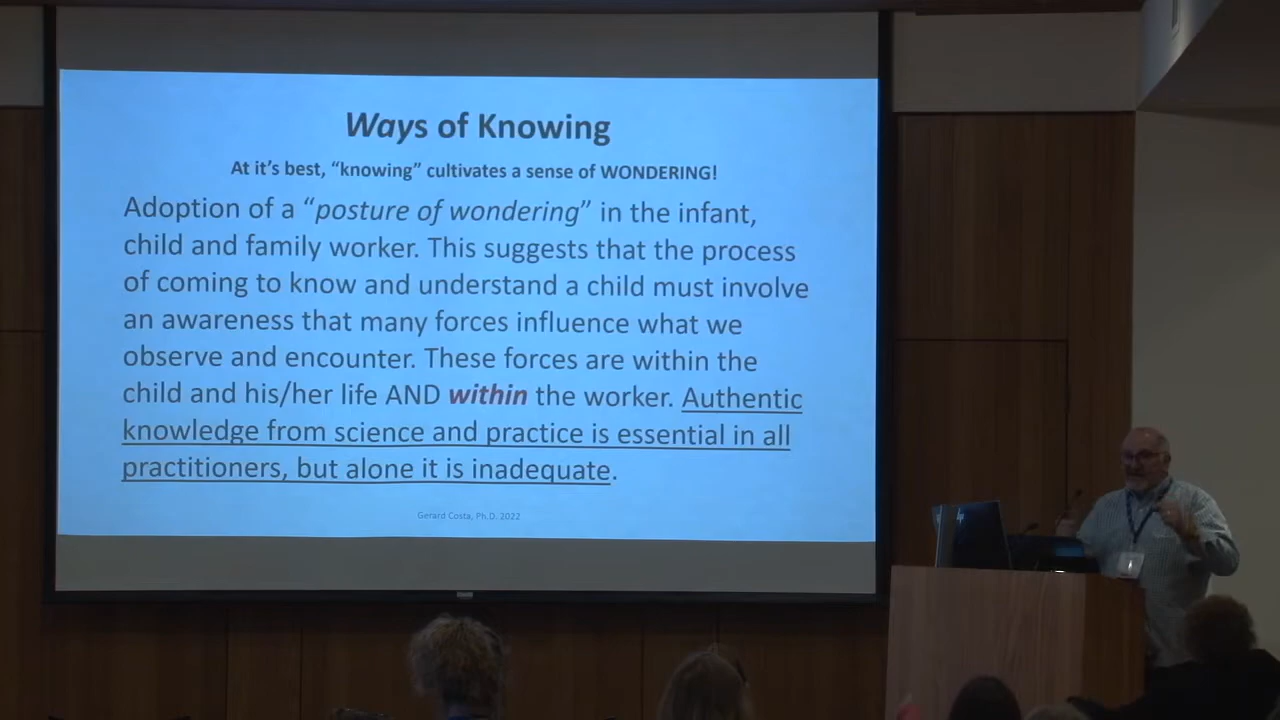 Ways of Knowing
At it's best, “knowing” cultivates a sense of WONDERING!
Adoption of a “posture of wondering” in the infant,
child and family worker. This suggests that the process
of coming to know and understand a child must involve
an awareness that many forces influence what we
observe and encounter. These forces are within the
child and his/her life AND within the worker. Authentic
knowledge from science and practice is essential in all
practitioners, but alone it is inadequate.
Gerard Costa, Ph.D. 2022